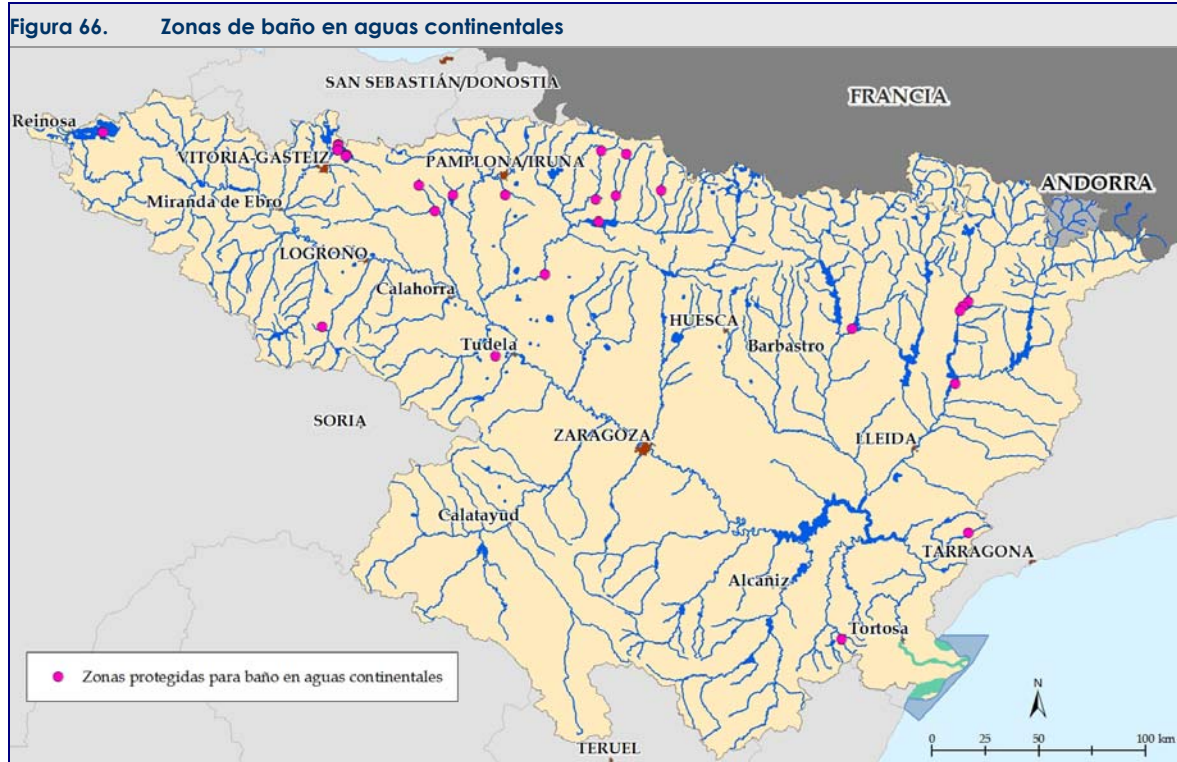 Figura 66. Zonas de baño en aguas continentales
SAN SEBASTIÁN/DONOSTIA
FRANCIA
Reinosa
VITORIA-GASTEIZ
PAMPLONA/IRUNA
ANDORRA
Miranda de Ebro
LOGROÑO
Calahorra
HUESCA
Barbastro
Tudela
SORIA
ZARAGOZA
LLEIDA
Calatayud
TARRAGONA
Alcañiz
Tortosa
Zonas protegidas para baño en aguas continentales
N
0 25 50 100 km
TERUEL